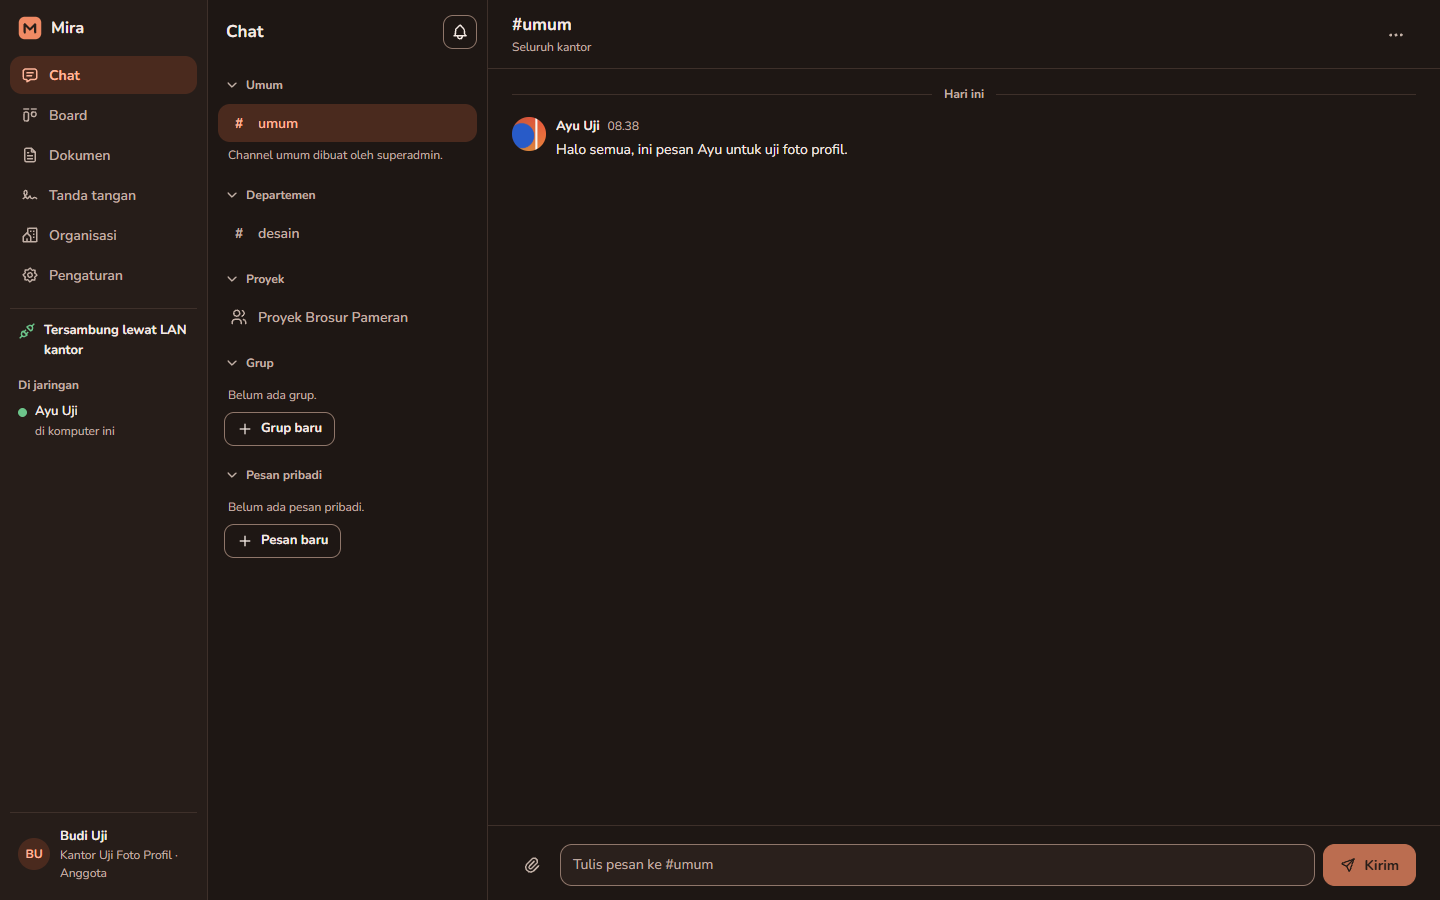 Mira
Chat
Board
Dokumen
Tanda tangan
Organisasi
Pengaturan
Tersambung lewat LAN
kantor
Di jaringan
Ayu Uji
di komputer ini
BU
Budi Uji
Kantor Uji Foto Profil ·
Anggota
Chat
Umum
# umum
Channel umum dibuat oleh superadmin.
Departemen
# desain
Proyek
Proyek Brosur Pameran
Grup
Belum ada grup.
Grup baru
Pesan pribadi
Belum ada pesan pribadi.
Pesan baru
#umum
Seluruh kantor
Hari ini
Ayu Uji 08.38
Halo semua, ini pesan Ayu untuk uji foto profil.
Tulis pesan ke #umum
Kirim